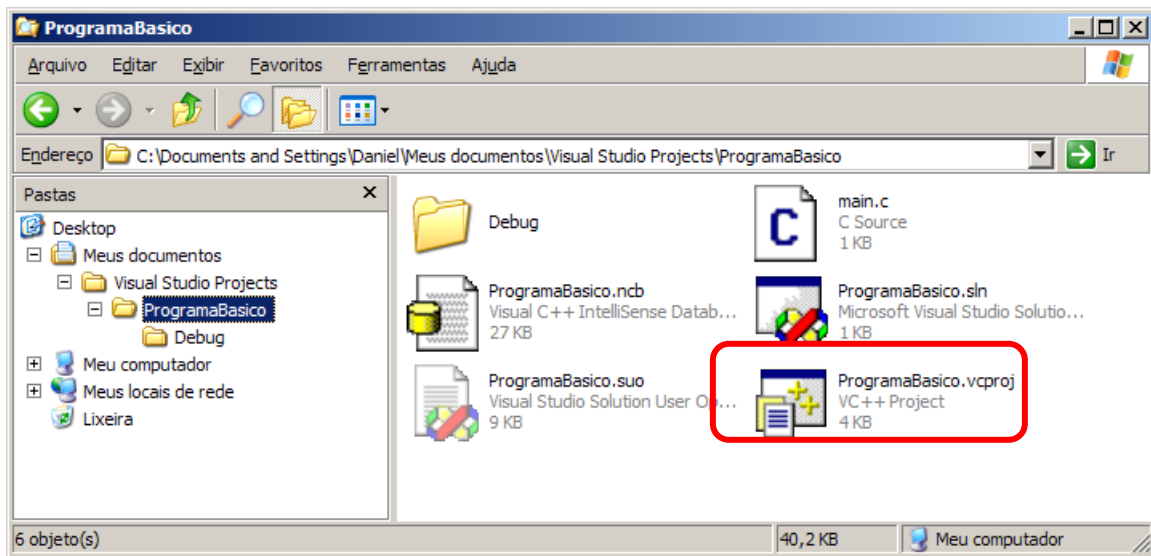 ProgramaBasico
Arquivo Editar Exibir Favoritos Ferramentas Ajuda
Endereço C:\Documents and Settings\Daniel\Meus documentos\Visual Studio Projects\ProgramaBasico Ir
Pastas
Desktop
Meus documentos
Visual Studio Projects
ProgramaBasico
Debug
Meu computador
Meus locais de rede
Lixeira
Debug
main.c
C Source
1 KB
ProgramaBasico.ncb
Visual C++ IntelliSense Datab...
27 KB
ProgramaBasico.sln
Microsoft Visual Studio Solutio...
1 KB
ProgramaBasico.suo
Visual Studio Solution User Op...
9 KB
ProgramaBasico.vcproj
VC++ Project
4 KB
6 objeto(s) 40,2 KB Meu computador